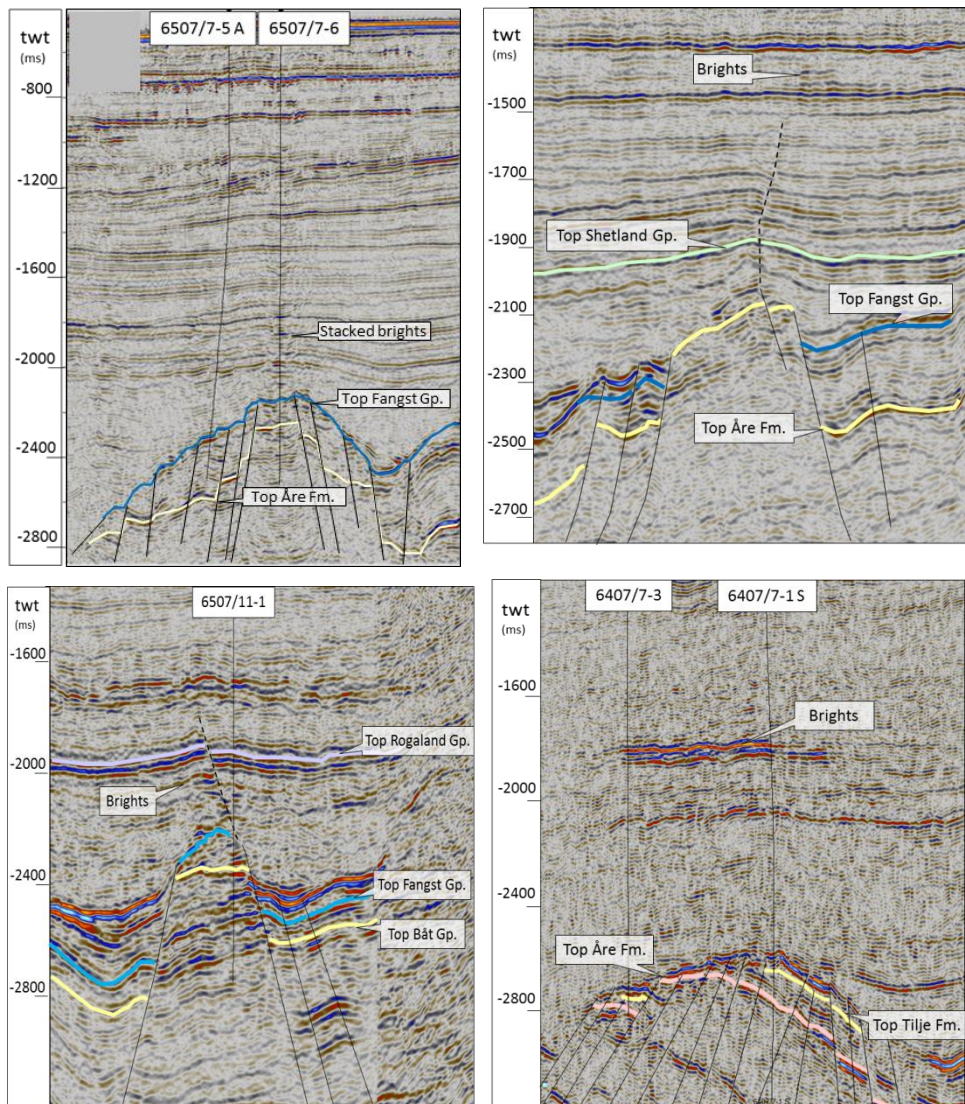 twt
(ms)
6507/7-5 A
6507/7-6
-800
-1200
-1600
Stacked brights
-2000
Top Fangst Gp.
-2400
Top Åre Fm.
-2800
twt
(ms)
Brights
-1500
-1700
Top Shetland Gp.
-1900
Top Fangst Gp.
-2100
-2300
Top Åre Fm.
-2500
-2700
twt
(ms)
6507/11-1
-1600
Top Rogaland Gp.
-2000
Brights
-2400
Top Fangst Gp.
Top Båt Gp.
-2800
twt
(ms)
6407/7-3
6407/7-1 S
-1600
Brights
-2000
-2400
Top Åre Fm.
-2800
Top Tilje Fm.